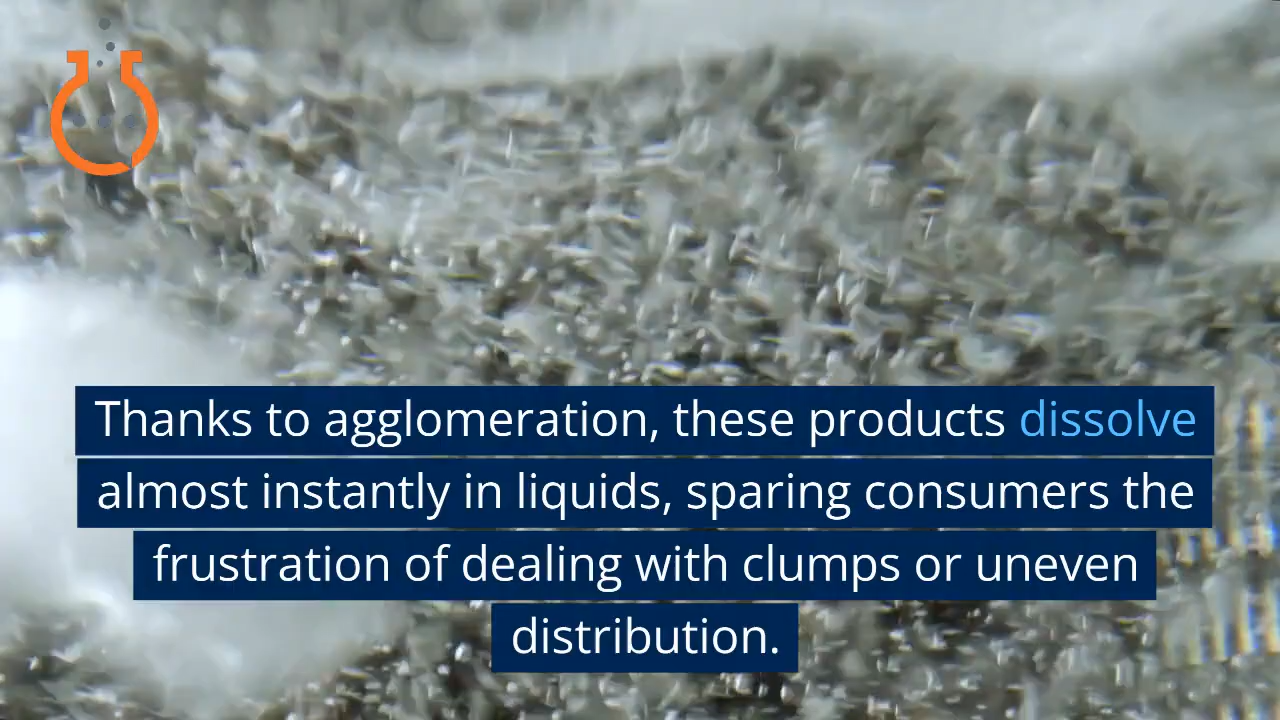 Thanks to agglomeration, these products dissolve
almost instantly in liquids, sparing consumers the
frustration of dealing with clumps or uneven
distribution.